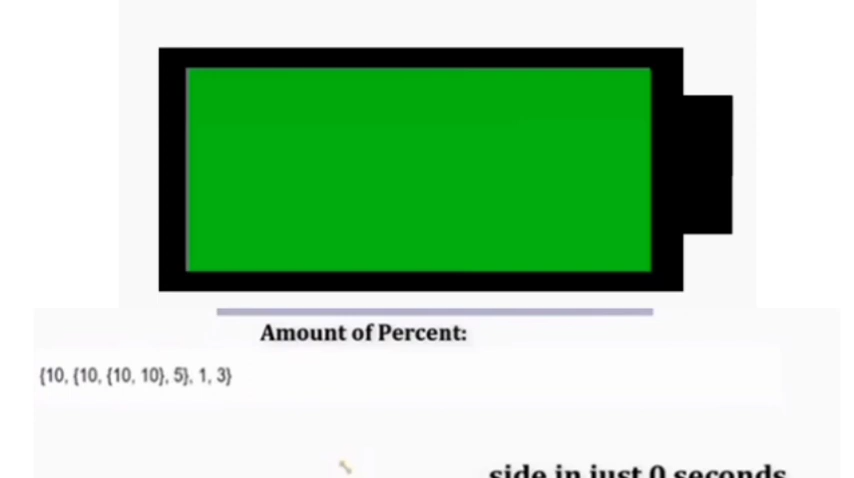 Amount of Percent:
{10, {10, {10, 10}, 5}, 1, 3}
side in just 0 seconds